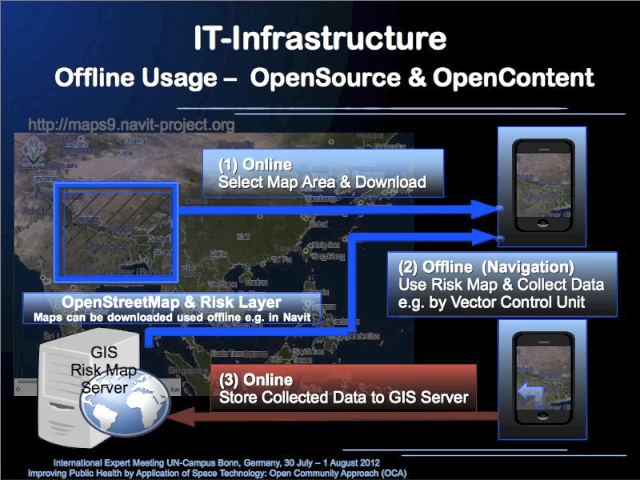 IT-Infrastructure
Offline Usage – OpenSource & OpenContent
http://maps9.navit-project.org
(1) Online
Select Map Area & Download
China
(2) Offline (Navigation)
Use Risk Map & Collect Data
e.g. by Vector Control Unit
OpenStreetMap & Risk Layer
Maps can be downloaded used offline e.g. in Navit
GIS
Risk Map
Server
(3) Online
Store Collected Data to GIS Server
International Expert Meeting UN-Campus Bonn, Germany, 30 July – 1 August 2012
Improving Public Health by Application of Space Technology: Open Community Approach (OCA)